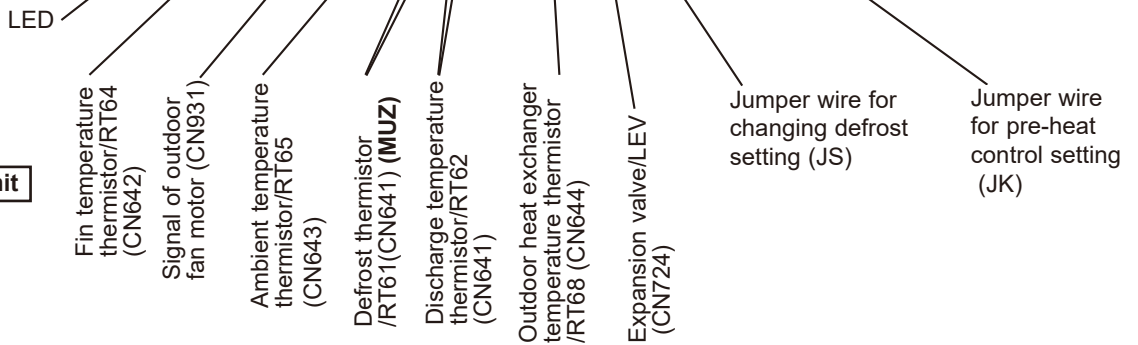 LED
Fin temperature
thermistor/RT64
(CN642)
Signal of outdoor
fan motor (CN931)
Ambient temperature
thermistor/RT65
(CN643)
Defrost thermistor
/RT61(CN641) (MUZ)
Discharge temperature
thermistor/RT62
(CN641)
Outdoor heat exchanger
temperature thermistor
/RT68 (CN644)
Expansion valve/LEV
(CN724)
Jumper wire for
changing defrost
setting (JS)
Jumper wire
for pre-heat
control setting
(JK)